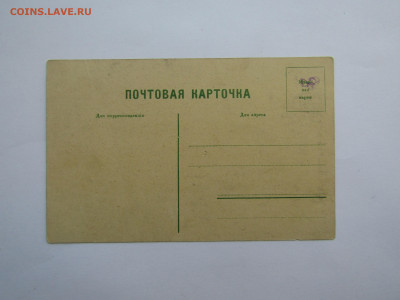 COINS.LAVE.RU
ПОЧТОВАЯ КАРТОЧКА
Для корреспонденции
Для адреса